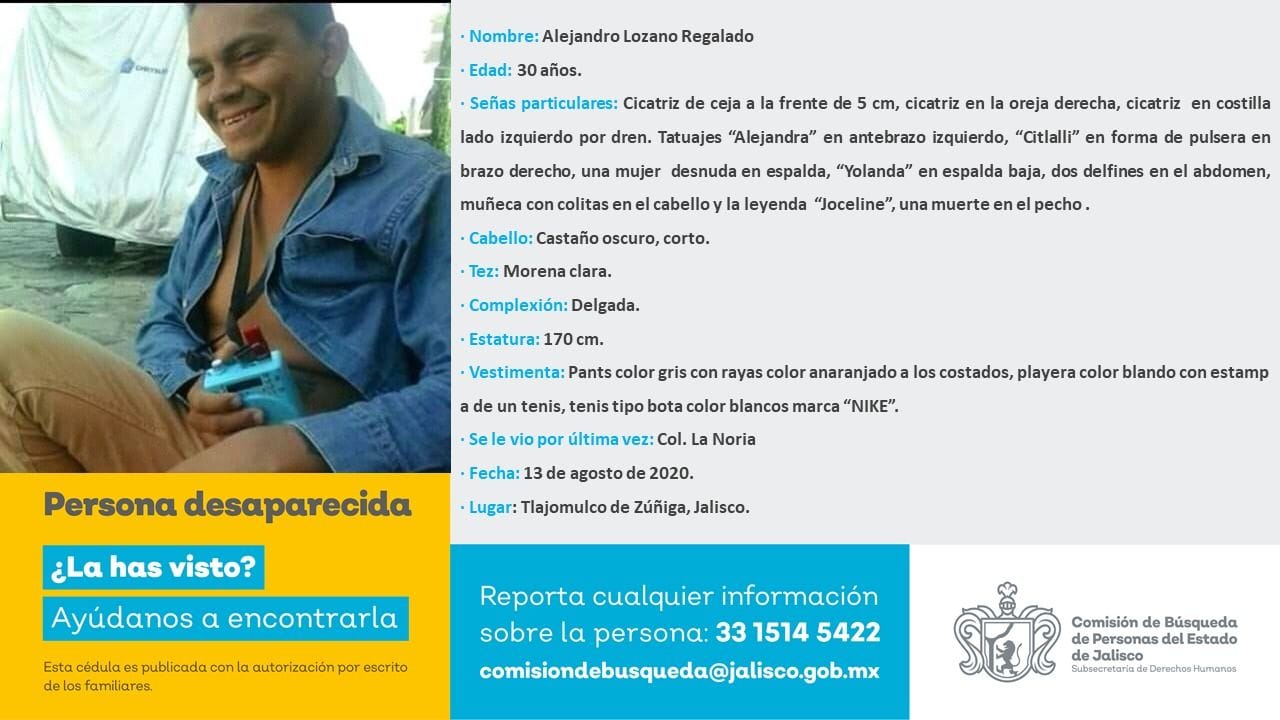 CHRYSLER
· Nombre: Alejandro Lozano Regalado
· Edad: 30 años.
· Señas particulares: Cicatriz de ceja a la frente de 5 cm, cicatriz en la oreja derecha, cicatriz en costilla
lado izquierdo por dren. Tatuajes “Alejandra” en antebrazo izquierdo, “Citlalli” en forma de pulsera en
brazo derecho, una mujer desnuda en espalda, “Yolanda” en espalda baja, dos delfines en el abdomen,
muñeca con colitas en el cabello y la leyenda “Joceline”, una muerte en el pecho .
· Cabello: Castaño oscuro, corto.
· Tez: Morena clara.
· Complexión: Delgada.
· Estatura: 170 cm.
· Vestimenta: Pants color gris con rayas color anaranjado a los costados, playera color blando con estamp
a de un tenis, tenis tipo bota color blancos marca “NIKE”.
· Se le vio por última vez: Col. La Noria
· Fecha: 13 de agosto de 2020.
· Lugar: Tlajomulco de Zúñiga, Jalisco.
Persona desaparecida
¿La has visto?
Ayúdanos a encontrarla
Esta cédula es publicada con la autorización por escrito
de los familiares.
Reporta cualquier información
sobre la persona: 33 1514 5422
comisiondebusqueda@jalisco.gob.mx
Comisión de Búsqueda
de Personas del Estado
de Jalisco
Subsecretaría de Derechos Humanos